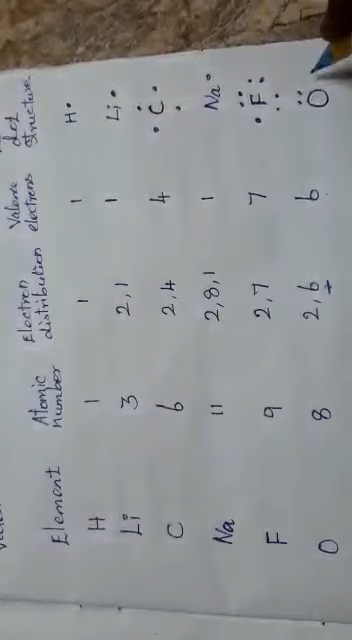 Element Atomic number Electron distribution Valence electrons dot structure
H 1 1 1 H
Li 3 2,1 1 Li
C 6 2,4 4 C
Na 11 2,8,1 1 Na
F 9 2,7 7 F
O 8 2,6 6 O